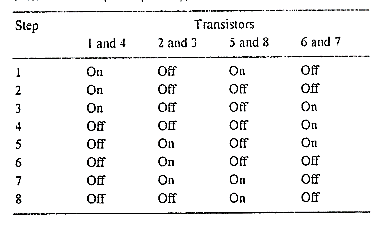 Step Transistors
1 and 4 2 and 3 5 and 8 6 and 7
1 On Off On Off
2 On Off Off Off
3 On Off Off On
4 Off Off Off On
5 Off On Off On
6 Off On Off Off
7 Off On On Off
8 Off Off On Off